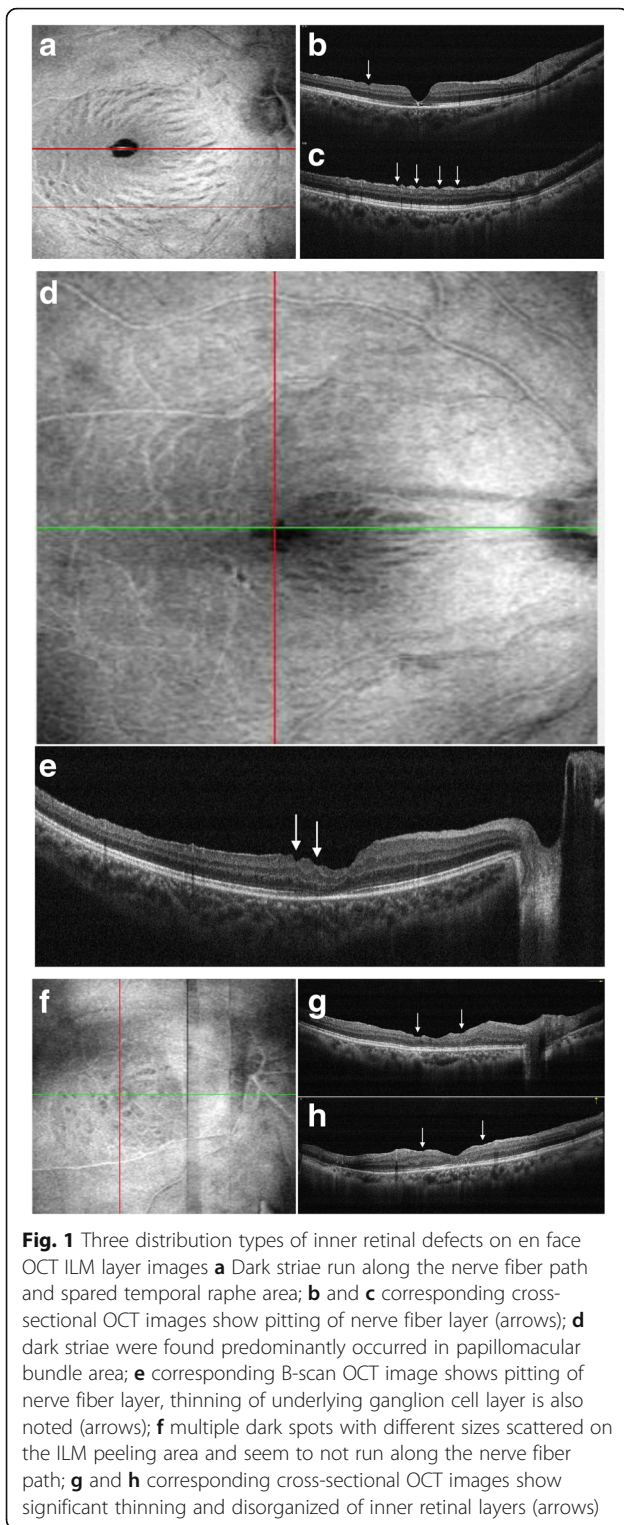 a
b
c
d
e
f
g
h
Fig. 1 Three distribution types of inner retinal defects on en face
OCT ILM layer images a Dark striae run along the nerve fiber path
and spared temporal raphe area; b and c corresponding cross-
sectional OCT images show pitting of nerve fiber layer (arrows); d
dark striae were found predominantly occurred in papillomacular
bundle area; e corresponding B-scan OCT image shows pitting of
nerve fiber layer, thinning of underlying ganglion cell layer is also
noted (arrows); f multiple dark spots with different sizes scattered on
the ILM peeling area and seem to not run along the nerve fiber
path; g and h corresponding cross-sectional OCT images show
significant thinning and disorganized of inner retinal layers (arrows)